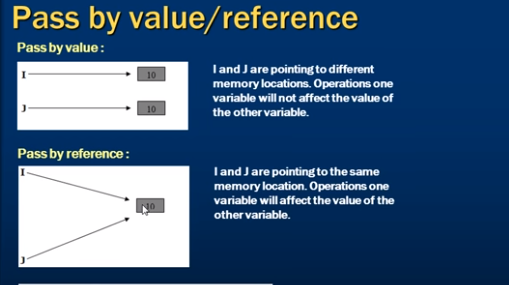 Pass by value/reference
Pass by value :
I
10
J
10
I and J are pointing to different
memory locations. Operations one
variable will not affect the value of
the other variable.
Pass by reference :
I
10
J
I and J are pointing to the same
memory location. Operations one
variable will affect the value of the
other variable.